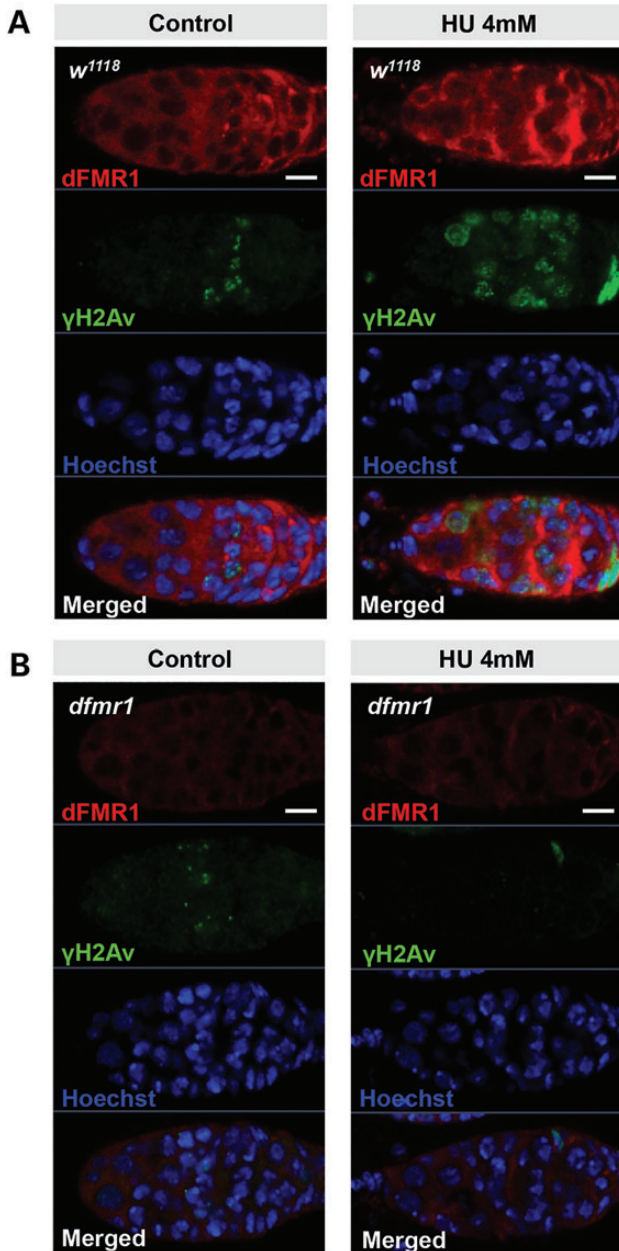 A
Control
HU 4mM
w1118
w1118
dFMR1
dFMR1
γH2Av
γH2Av
Hoechst
Hoechst
Merged
Merged
B
Control
HU 4mM
dfmr1
dfmr1
dFMR1
dFMR1
γH2Av
γH2Av
Hoechst
Hoechst
Merged
Merged